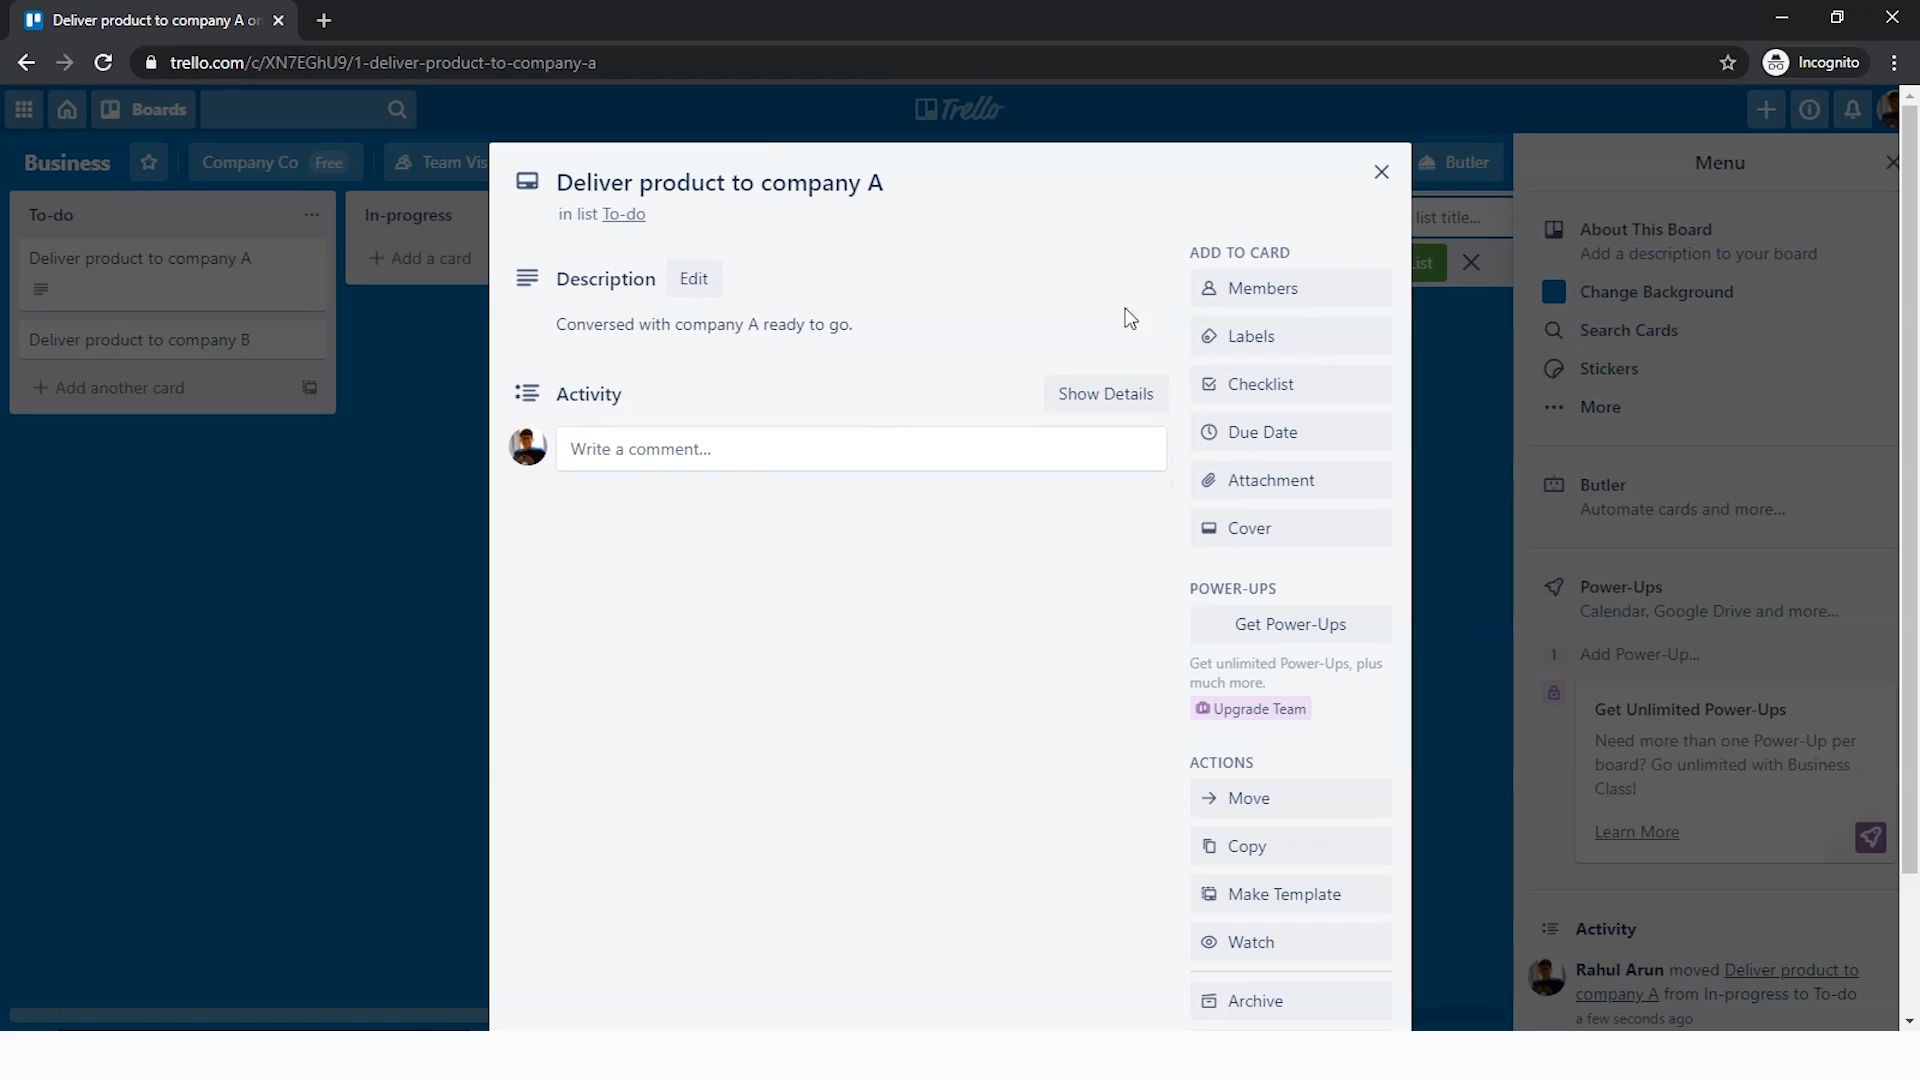 Deliver product to company A or
trello.com/c/XN7EGhU9/1-deliver-product-to-company-a
Incognito
Boards
Trello
Business
Company Co Free
Team Vis
Butler
To-do
Deliver product to company A
Deliver product to company B
Add another card
In-progress
Add a card
Deliver product to company A
in list To-do
Description Edit
Conversed with company A ready to go.
Activity
Show Details
Write a comment...
ADD TO CARD
Members
Labels
Checklist
Due Date
Attachment
Cover
POWER-UPS
Get Power-Ups
Get unlimited Power-Ups, plus
much more.
Upgrade Team
ACTIONS
Move
Copy
Make Template
Watch
Archive
list title...
ist
Menu
About This Board
Add a description to your board
Change Background
Search Cards
Stickers
More
Butler
Automate cards and more...
Power-Ups
Calendar, Google Drive and more...
1 Add Power-Up...
Get Unlimited Power-Ups
Need more than one Power-Up per
board? Go unlimited with Business
Class!
Learn More
Activity
Rahul Arun moved Deliver product to
company A from In-progress to To-do
a few seconds ago